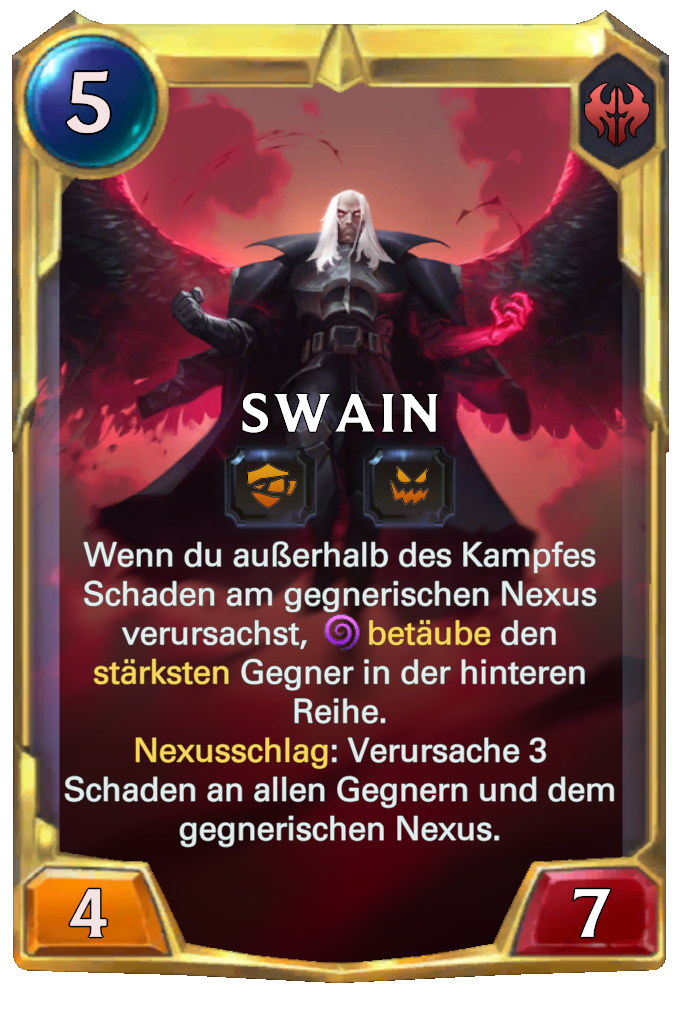 5
SWAIN
Wenn du außerhalb des Kampfes
Schaden am gegnerischen Nexus
verursachst, betäube den
stärksten Gegner in der hinteren
Reihe.
Nexusschlag: Verursache 3
Schaden an allen Gegnern und dem
gegnerischen Nexus.
4 7